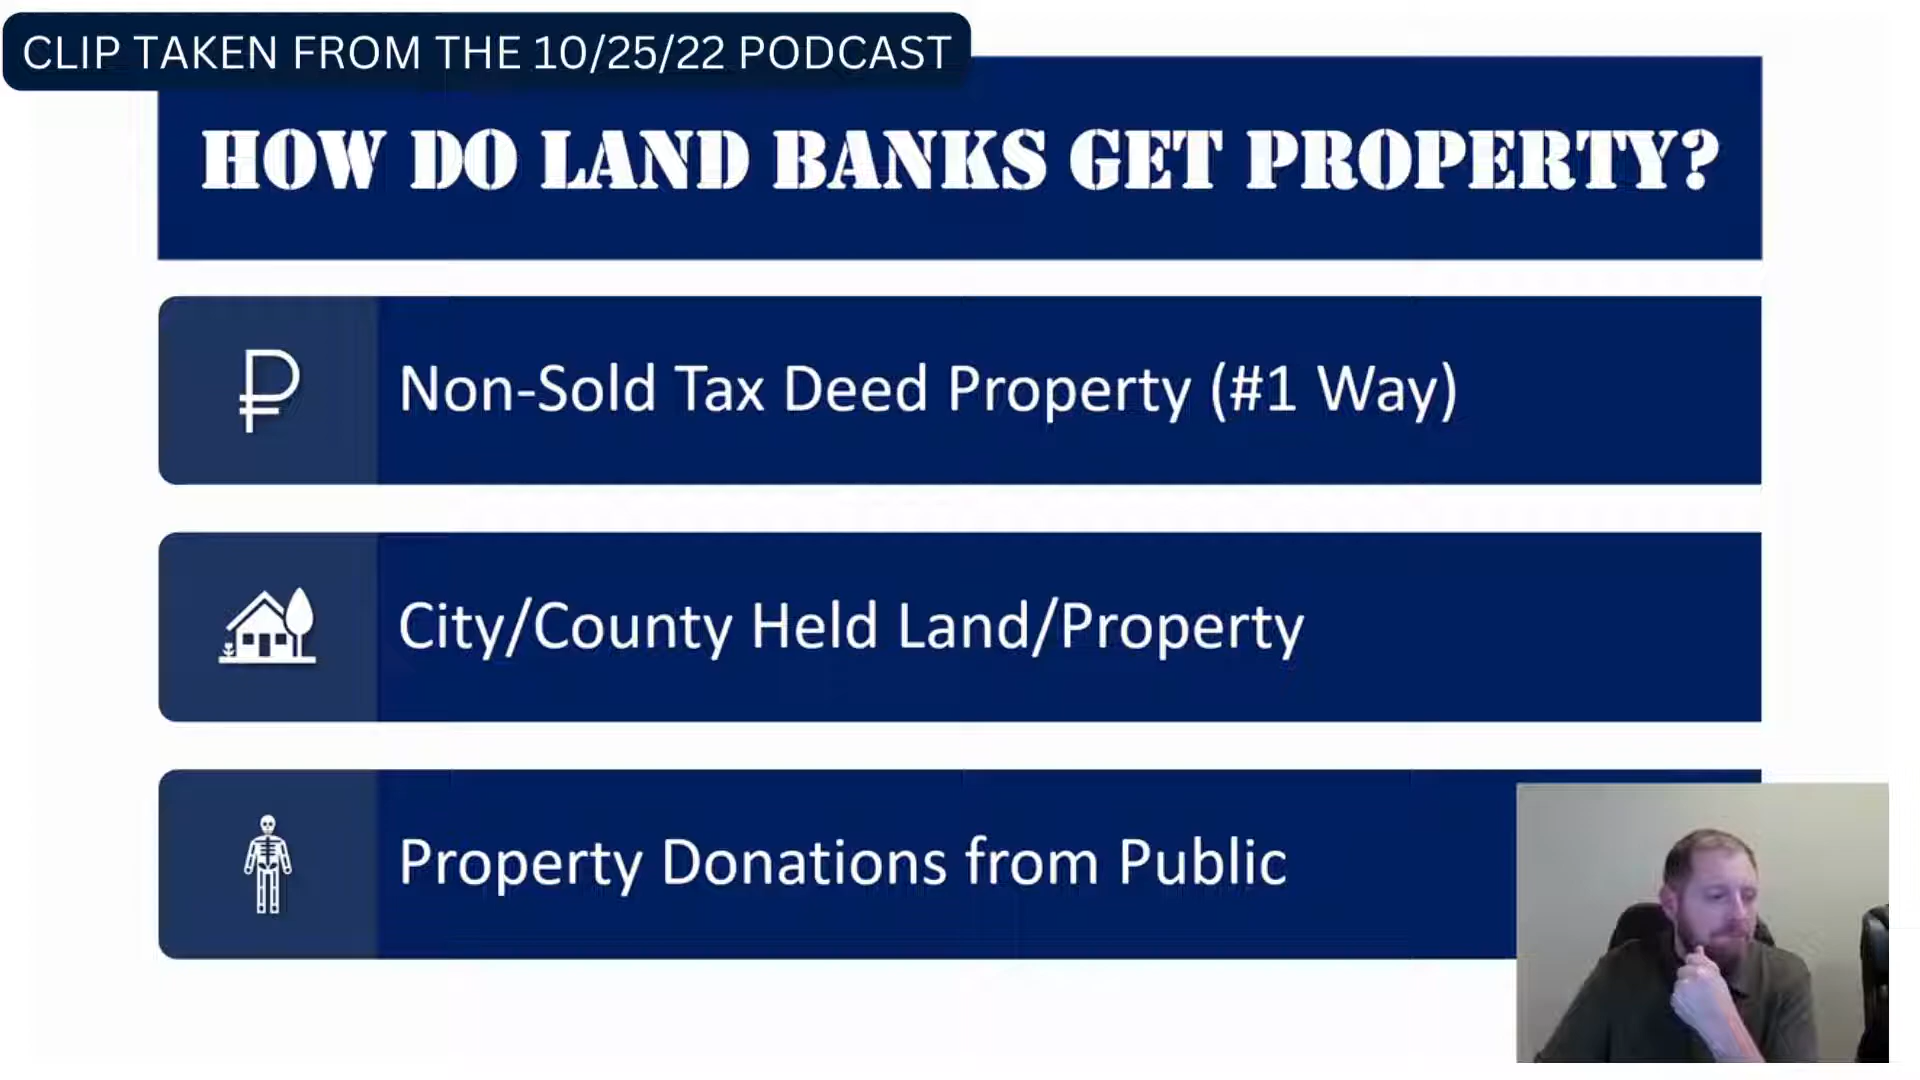 CLIP TAKEN FROM THE 10/25/22 PODCAST
HOW DO LAND BANKS GET PROPERTY?
Non-Sold Tax Deed Property (#1 Way)
City/County Held Land/Property
Property Donations from Public